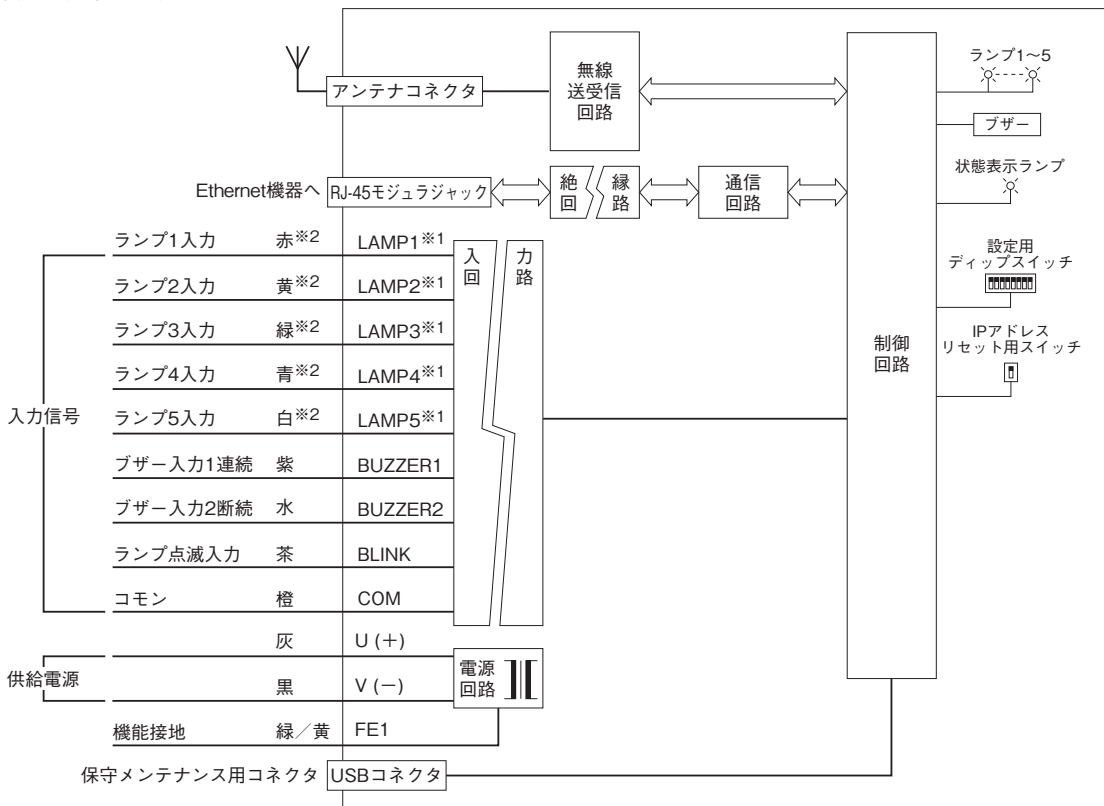 アンテナコネクタ
無線
送受信
回路
ランプ1～5
ブザー
状態表示ランプ
Ethernet機器へ RJ-45モジュラジャック
絶 縁
回 路
通信
回路
設定用
ディップスイッチ
IPアドレス
リセット用スイッチ
制御
回路
入 力
回 路
入力信号
ランプ1入力 赤※2 LAMP1※1
ランプ2入力 黄※2 LAMP2※1
ランプ3入力 緑※2 LAMP3※1
ランプ4入力 青※2 LAMP4※1
ランプ5入力 白※2 LAMP5※1
ブザー入力1連続 紫 BUZZER1
ブザー入力2断続 水 BUZZER2
ランプ点滅入力 茶 BLINK
コモン 橙 COM
供給電源
灰 U (＋)
黒 V (－)
電源
回路
機能接地 緑／黄 FE1
保守メンテナンス用コネクタ USBコネクタ